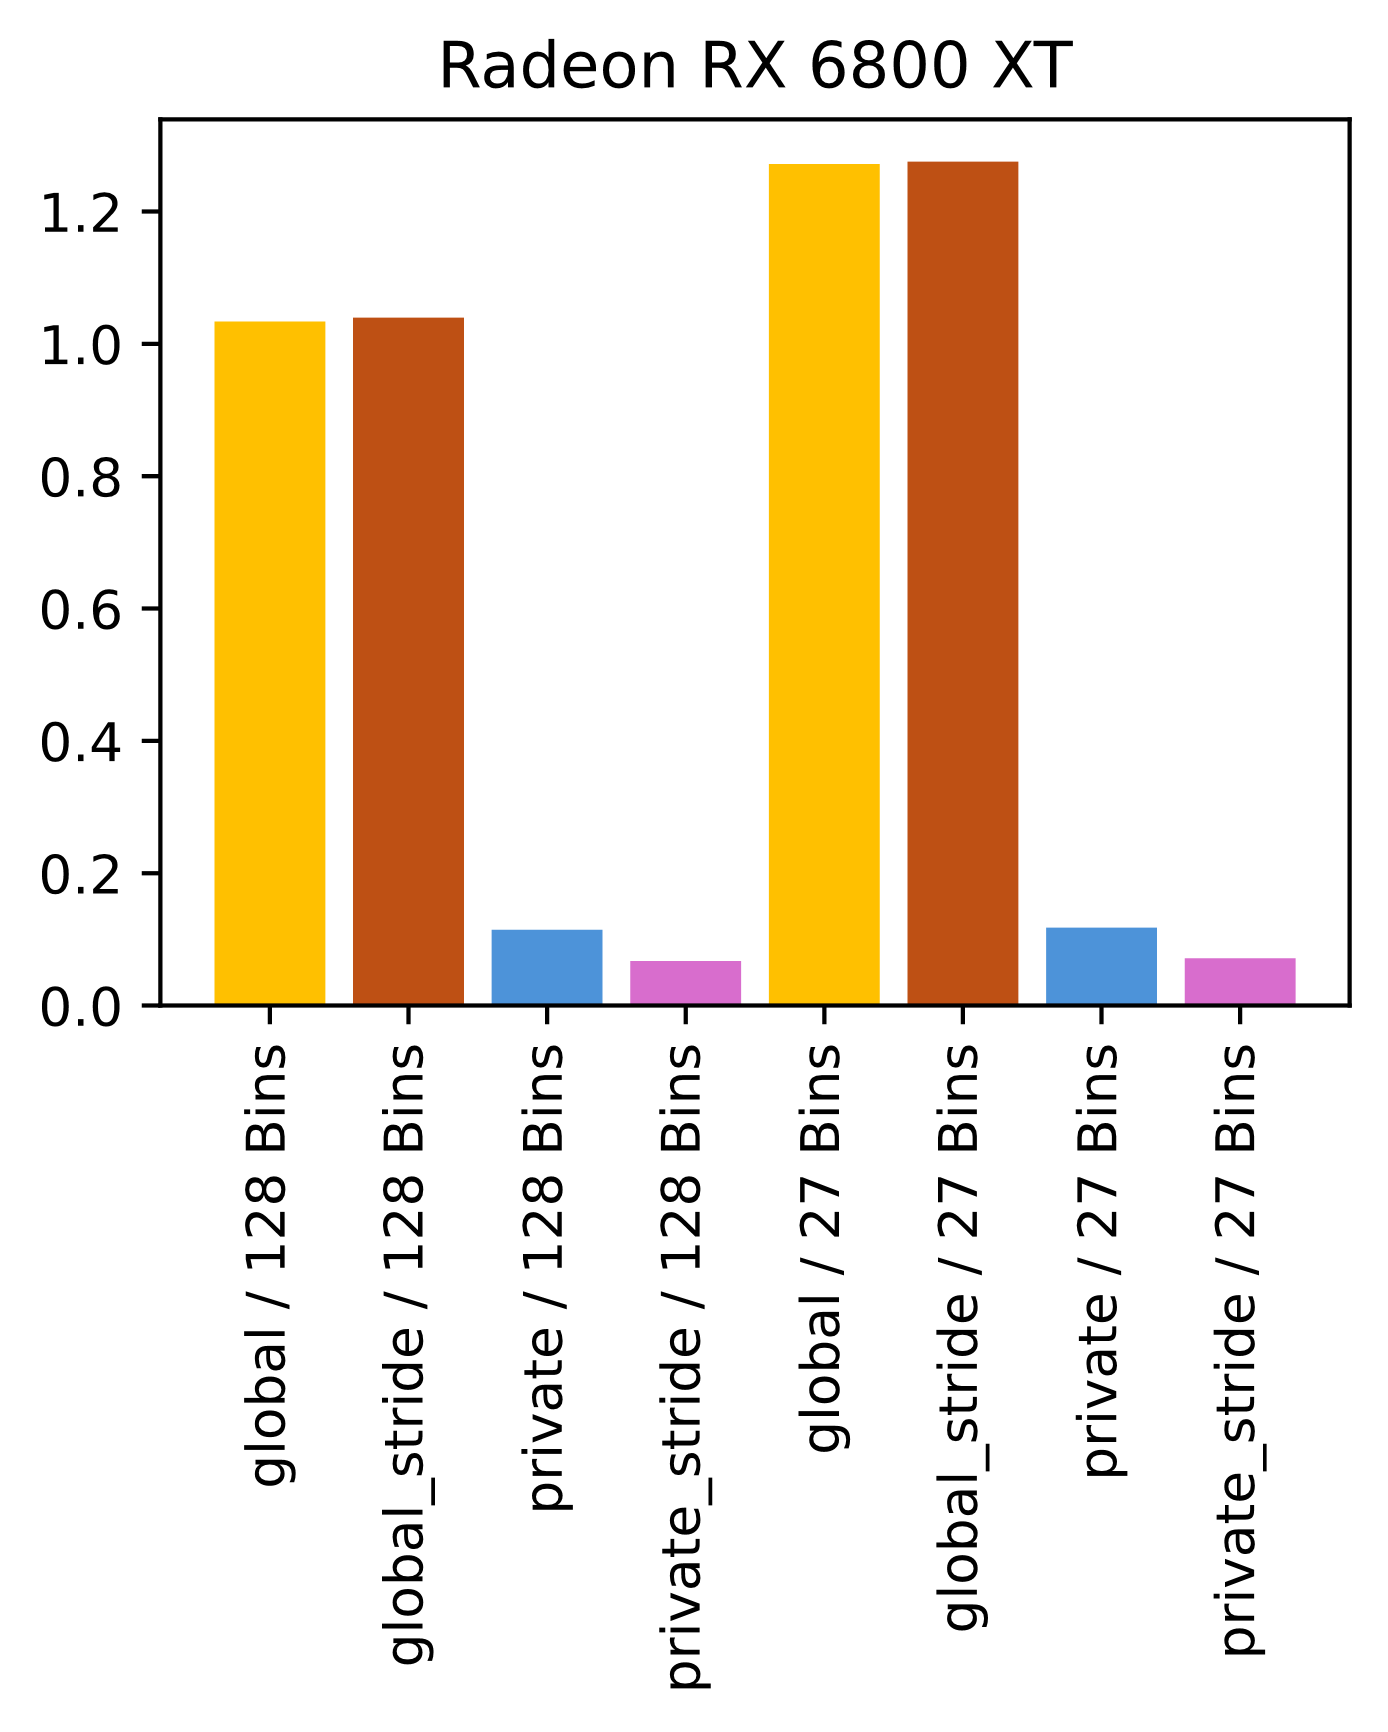 Radeon RX 6800 XT
1.2
1.0
0.8
0.6
0.4
0.2
0.0
global / 128 Bins
global_stride / 128 Bins
private / 128 Bins
private_stride / 128 Bins
global / 27 Bins
global_stride / 27 Bins
private / 27 Bins
private_stride / 27 Bins